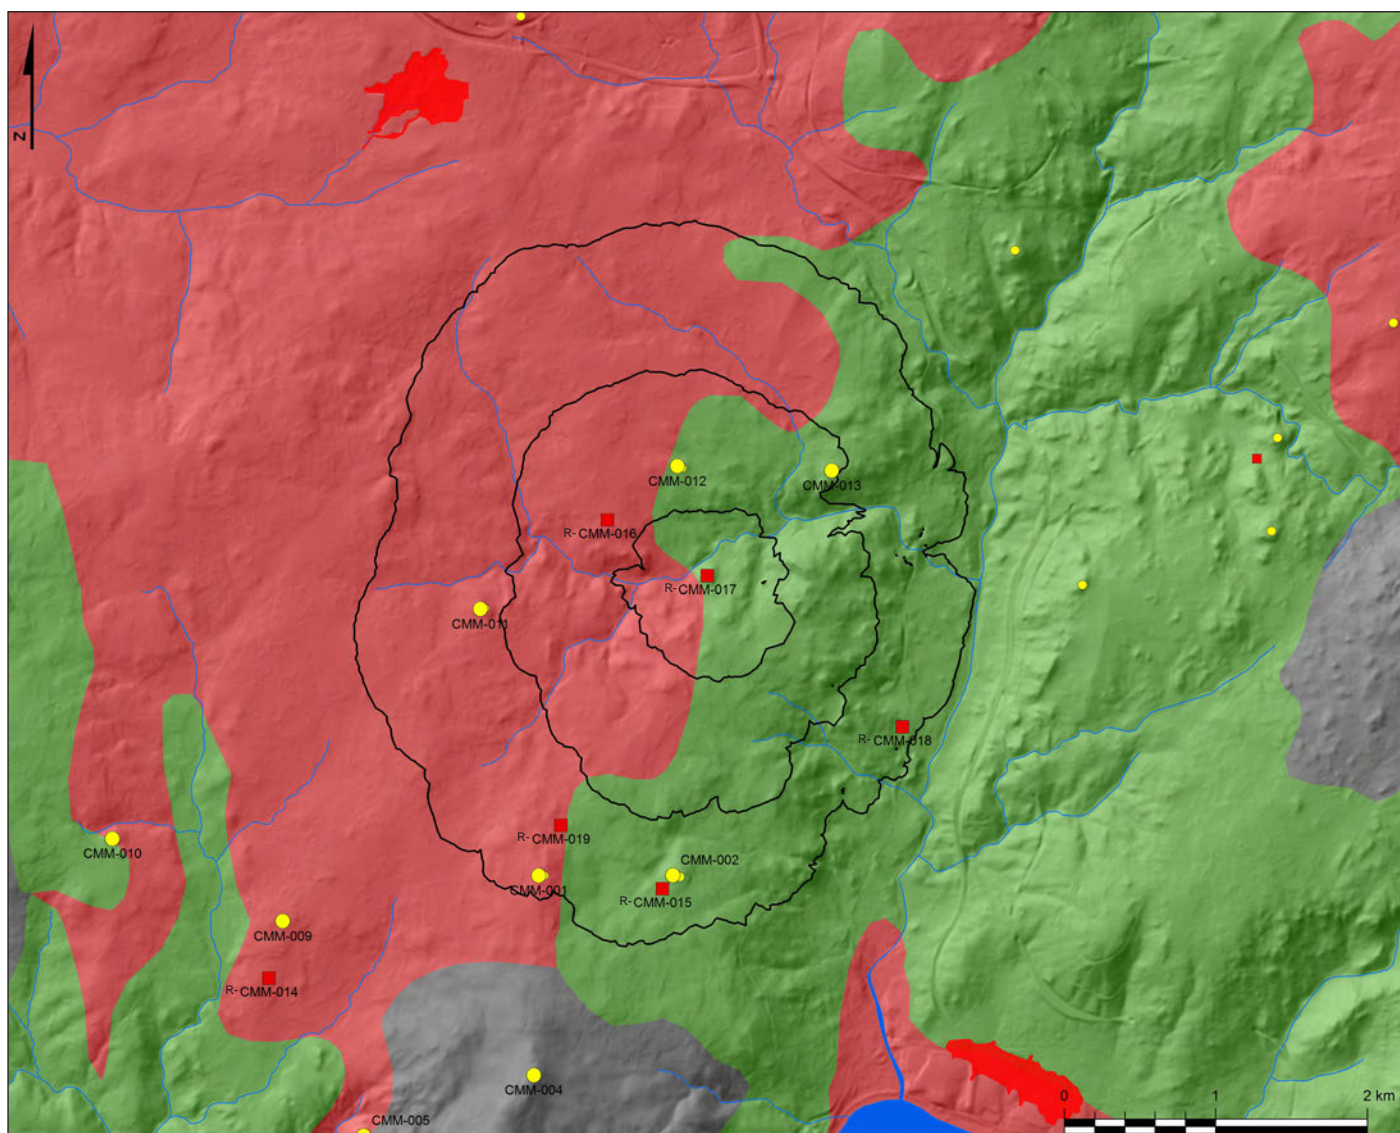 N
CMM-012
CMM-013
R- CMM-016
R- CMM-017
CMM-011
R- CMM-018
R- CMM-019
CMM-010
CMM-002
CMM-001
R- CMM-015
CMM-009
R- CMM-014
CMM-004
CMM-005
0 1 2 km